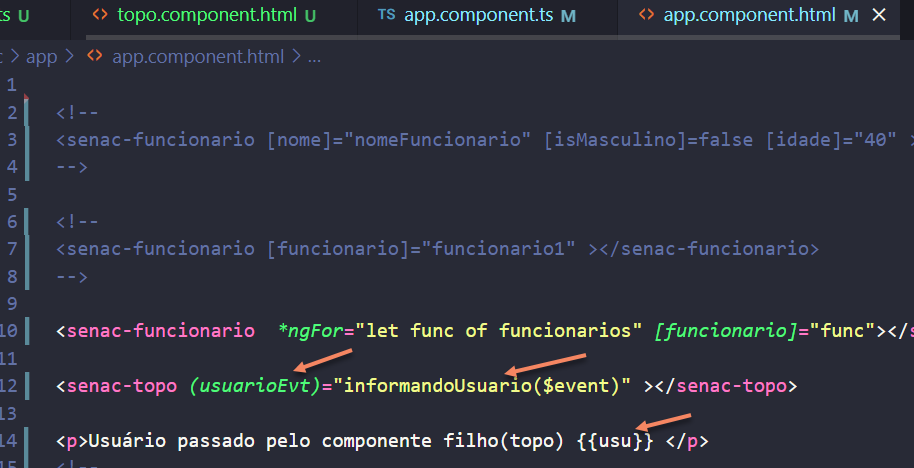 ts U <> topo.component.html U TS app.component.ts M <> app.component.html M ×
> app > <> app.component.html > ...
1
2 <!--
3 <senac-funcionario [nome]="nomeFuncionario" [isMasculino]=false [idade]="40" >
4 -->
5
6 <!--
7 <senac-funcionario [funcionario]="funcionario1" ></senac-funcionario>
8 -->
9
10 <senac-funcionario  *ngFor="let func of funcionarios" [funcionario]="func"></s
11
12 <senac-topo (usuarioEvt)="informandoUsuario($event)" ></senac-topo>
13
14 <p>Usuário passado pelo componente filho(topo) {{usu}} </p>
15 <!--